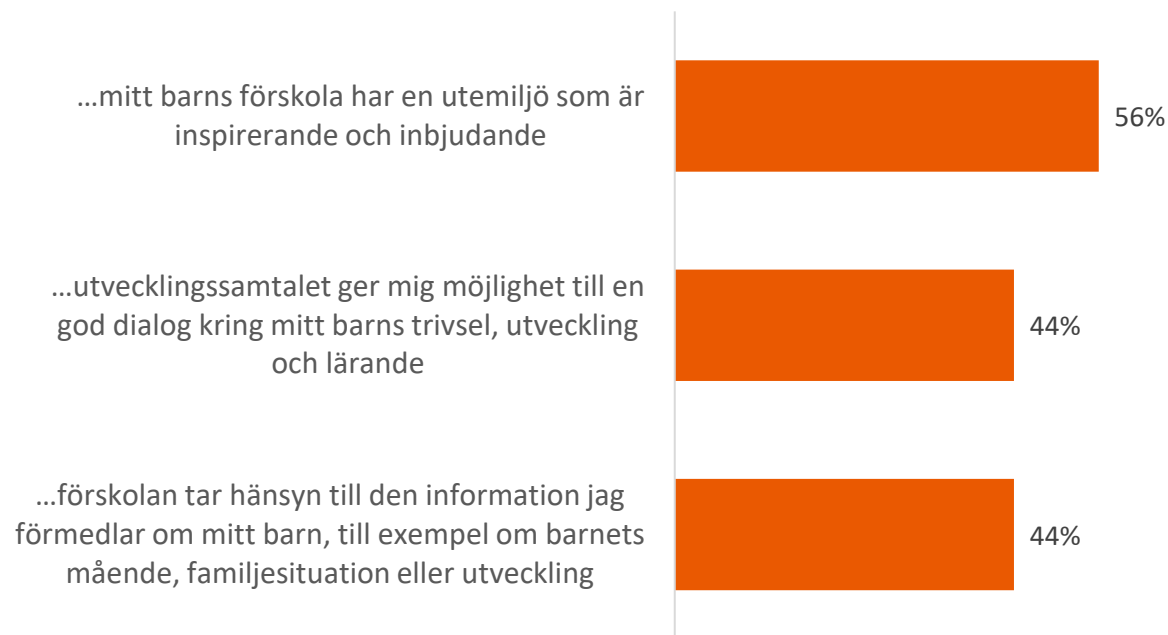 …mitt barns förskola har en utemiljö som är
inspirerande och inbjudande
56%
…utvecklingssamtalet ger mig möjlighet till en
god dialog kring mitt barns trivsel, utveckling
och lärande
44%
…förskolan tar hänsyn till den information jag
förmedlar om mitt barn, till exempel om barnets
mående, familjesituation eller utveckling
44%